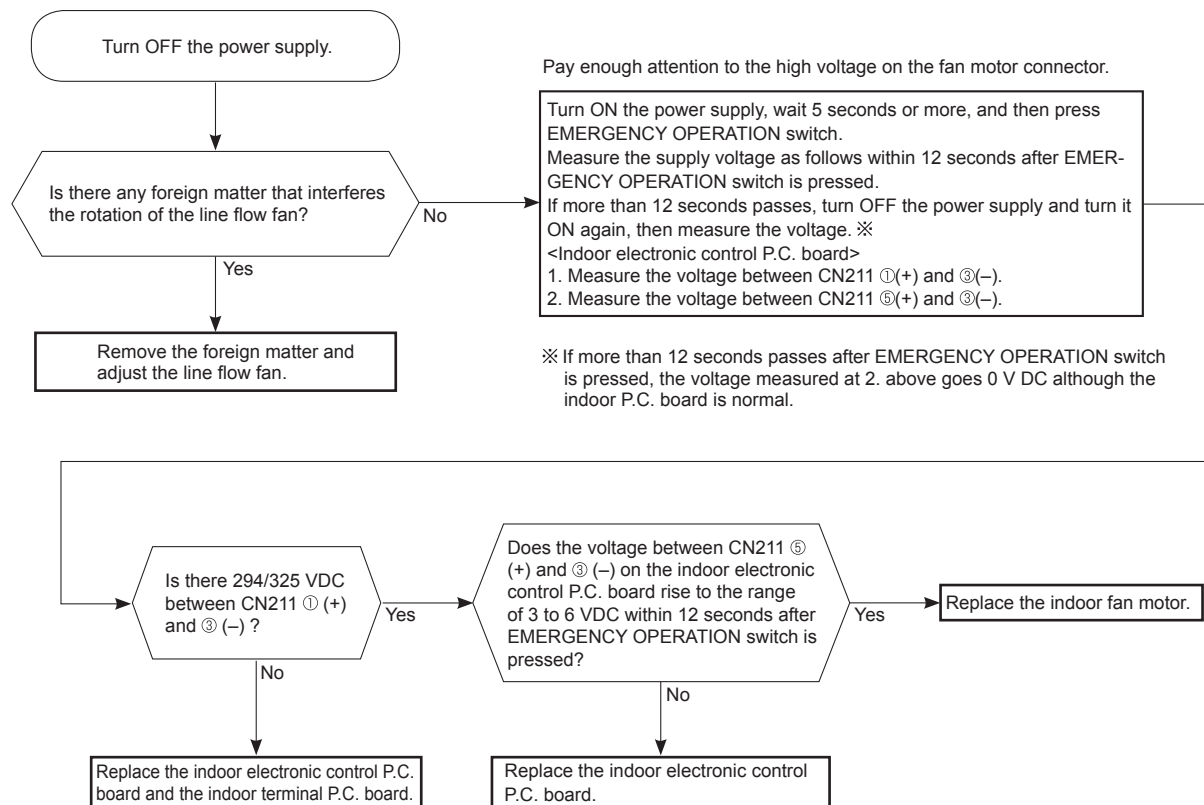 Turn OFF the power supply.
Is there any foreign matter that interferes
the rotation of the line flow fan?
No
Yes
Remove the foreign matter and
adjust the line flow fan.
Pay enough attention to the high voltage on the fan motor connector.
Turn ON the power supply, wait 5 seconds or more, and then press
EMERGENCY OPERATION switch.
Measure the supply voltage as follows within 12 seconds after EMER-
GENCY OPERATION switch is pressed.
If more than 12 seconds passes, turn OFF the power supply and turn it
ON again, then measure the voltage. ※
<Indoor electronic control P.C. board>
1. Measure the voltage between CN211 ①(+) and ③(–).
2. Measure the voltage between CN211 ⑤(+) and ③(–).
※ If more than 12 seconds passes after EMERGENCY OPERATION switch
is pressed, the voltage measured at 2. above goes 0 V DC although the
indoor P.C. board is normal.
Is there 294/325 VDC
between CN211 ① (+)
and ③ (–) ?
Yes
No
Replace the indoor electronic control P.C.
board and the indoor terminal P.C. board.
Does the voltage between CN211 ⑤
(+) and ③ (–) on the indoor electronic
control P.C. board rise to the range
of 3 to 6 VDC within 12 seconds after
EMERGENCY OPERATION switch is
pressed?
Yes
No
Replace the indoor electronic control
P.C. board.
Replace the indoor fan motor.